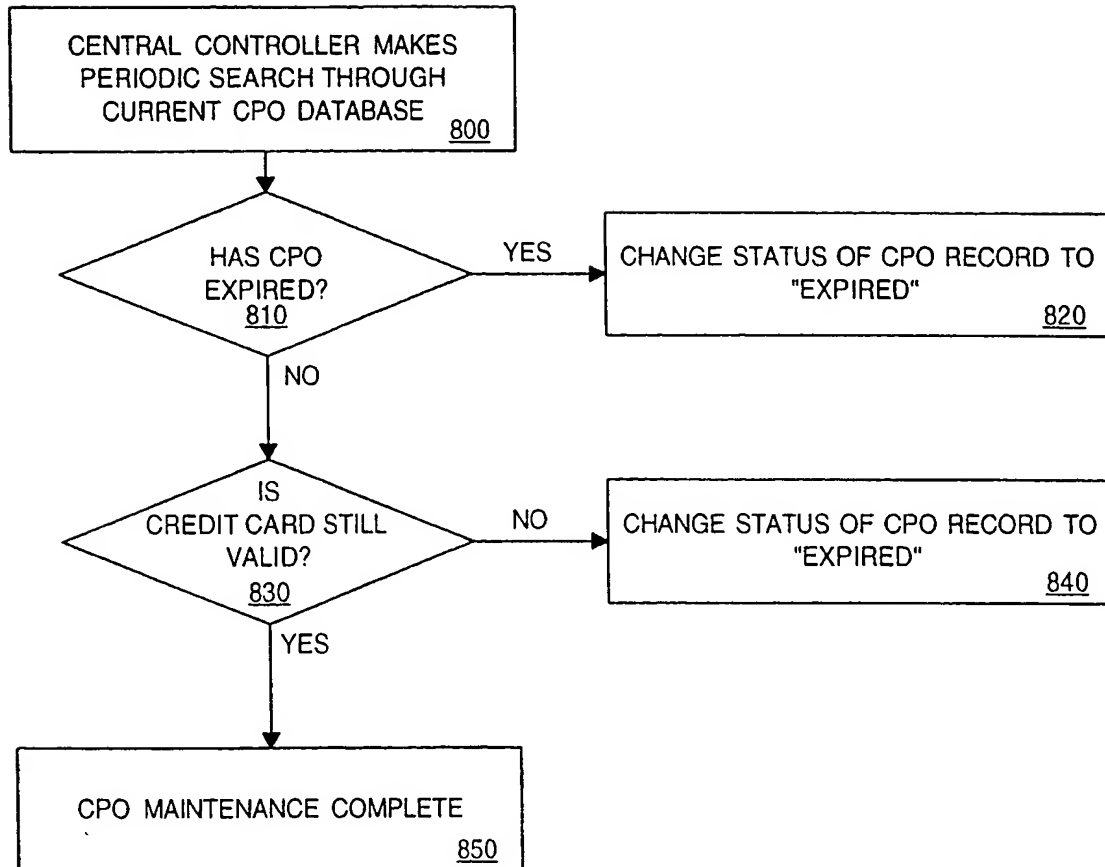 CENTRAL CONTROLLER MAKES
PERIODIC SEARCH THROUGH
CURRENT CPO DATABASE
800
HAS CPO
EXPIRED?
810
YES
CHANGE STATUS OF CPO RECORD TO
"EXPIRED"
820
NO
IS
CREDIT CARD STILL
VALID?
830
NO
CHANGE STATUS OF CPO RECORD TO
"EXPIRED"
840
YES
CPO MAINTENANCE COMPLETE
850